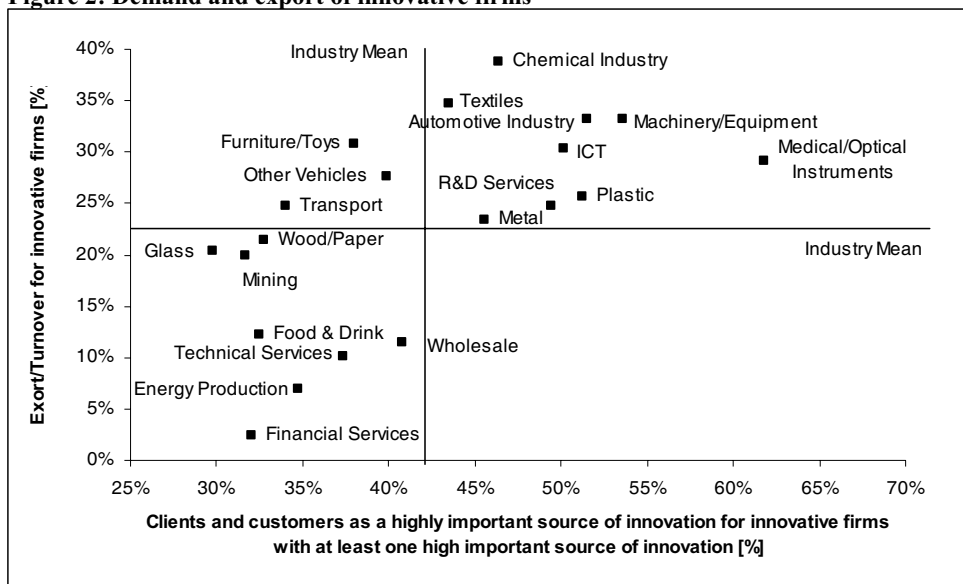 Figure 2: Demand and export of innovative firms
40%
Industry Mean
Chemical Industry
35%
Textiles
Automotive Industry
Machinery/Equipment
Furniture/Toys
30%
ICT
Medical/Optical
Instruments
Other Vehicles
R&D Services
Plastic
25%
Transport
Metal
Wood/Paper
Industry Mean
Glass
20%
Mining
15%
Food & Drink
Wholesale
Technical Services
10%
Energy Production
5%
Financial Services
0%
Exort/Turnover for innovative firms [%]
25% 30% 35% 40% 45% 50% 55% 60% 65% 70%
Clients and customers as a highly important source of innovation for innovative firms
with at least one high important source of innovation [%]